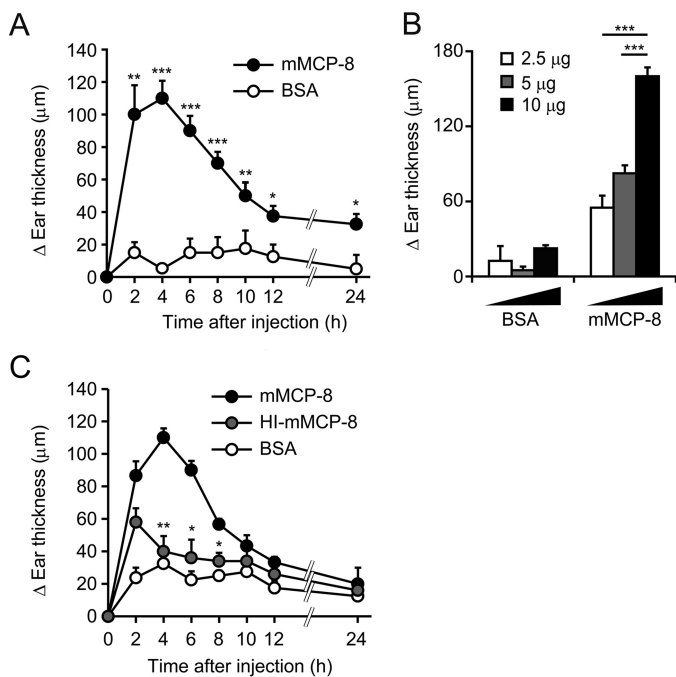 A
Δ Ear thickness (μm)
140
120
100
80
60
40
20
0
mMCP-8
BSA
** *** *** *** ** * *
0 2 4 6 8 10 12 24
Time after injection (h)
B
Δ Ear thickness (μm)
180
120
60
0
***
***
2.5 μg
5 μg
10 μg
BSA mMCP-8
C
Δ Ear thickness (μm)
140
120
100
80
60
40
20
0
mMCP-8
HI-mMCP-8
BSA
** * *
0 2 4 6 8 10 12 24
Time after injection (h)